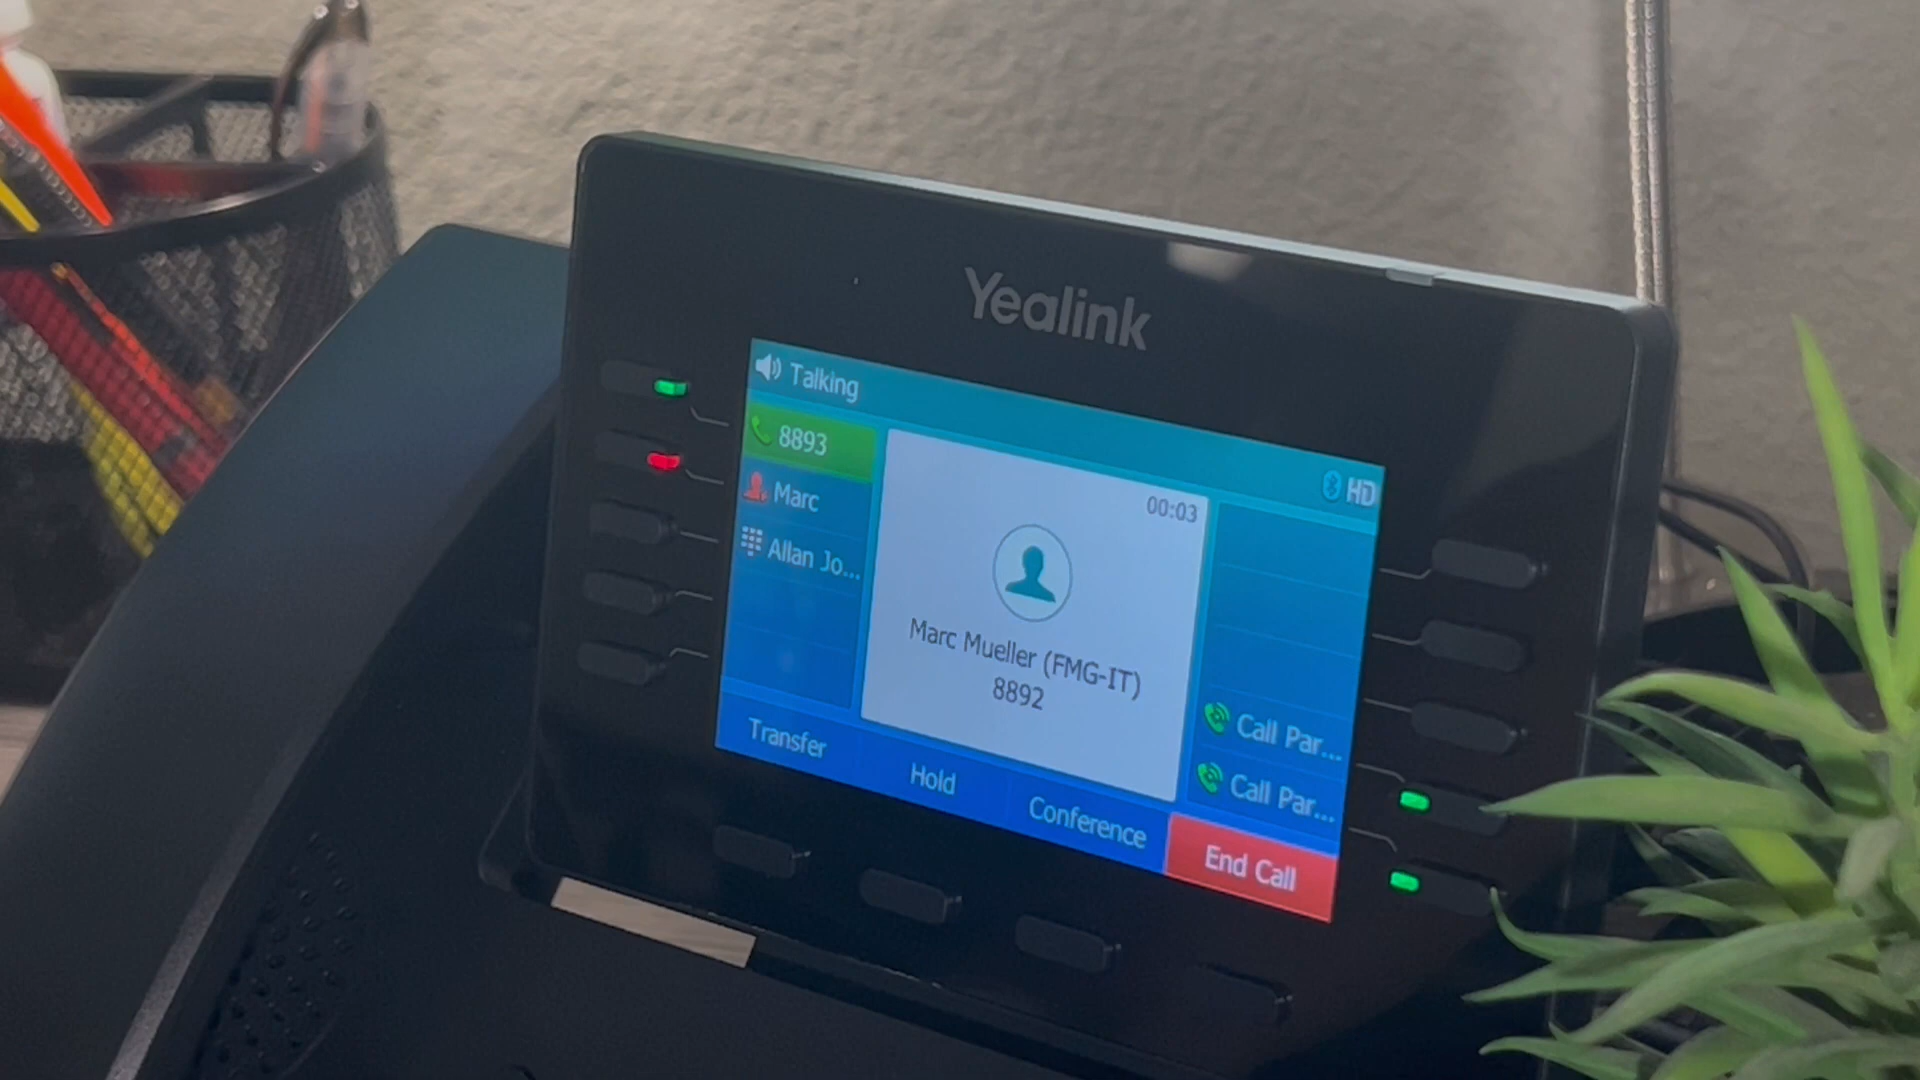 Yealink
Talking
HD
8893
Marc
Allan Jo...
00:03
Marc Mueller (FMG-IT)
8892
Call Par...
Call Par...
Transfer
Hold
Conference
End Call